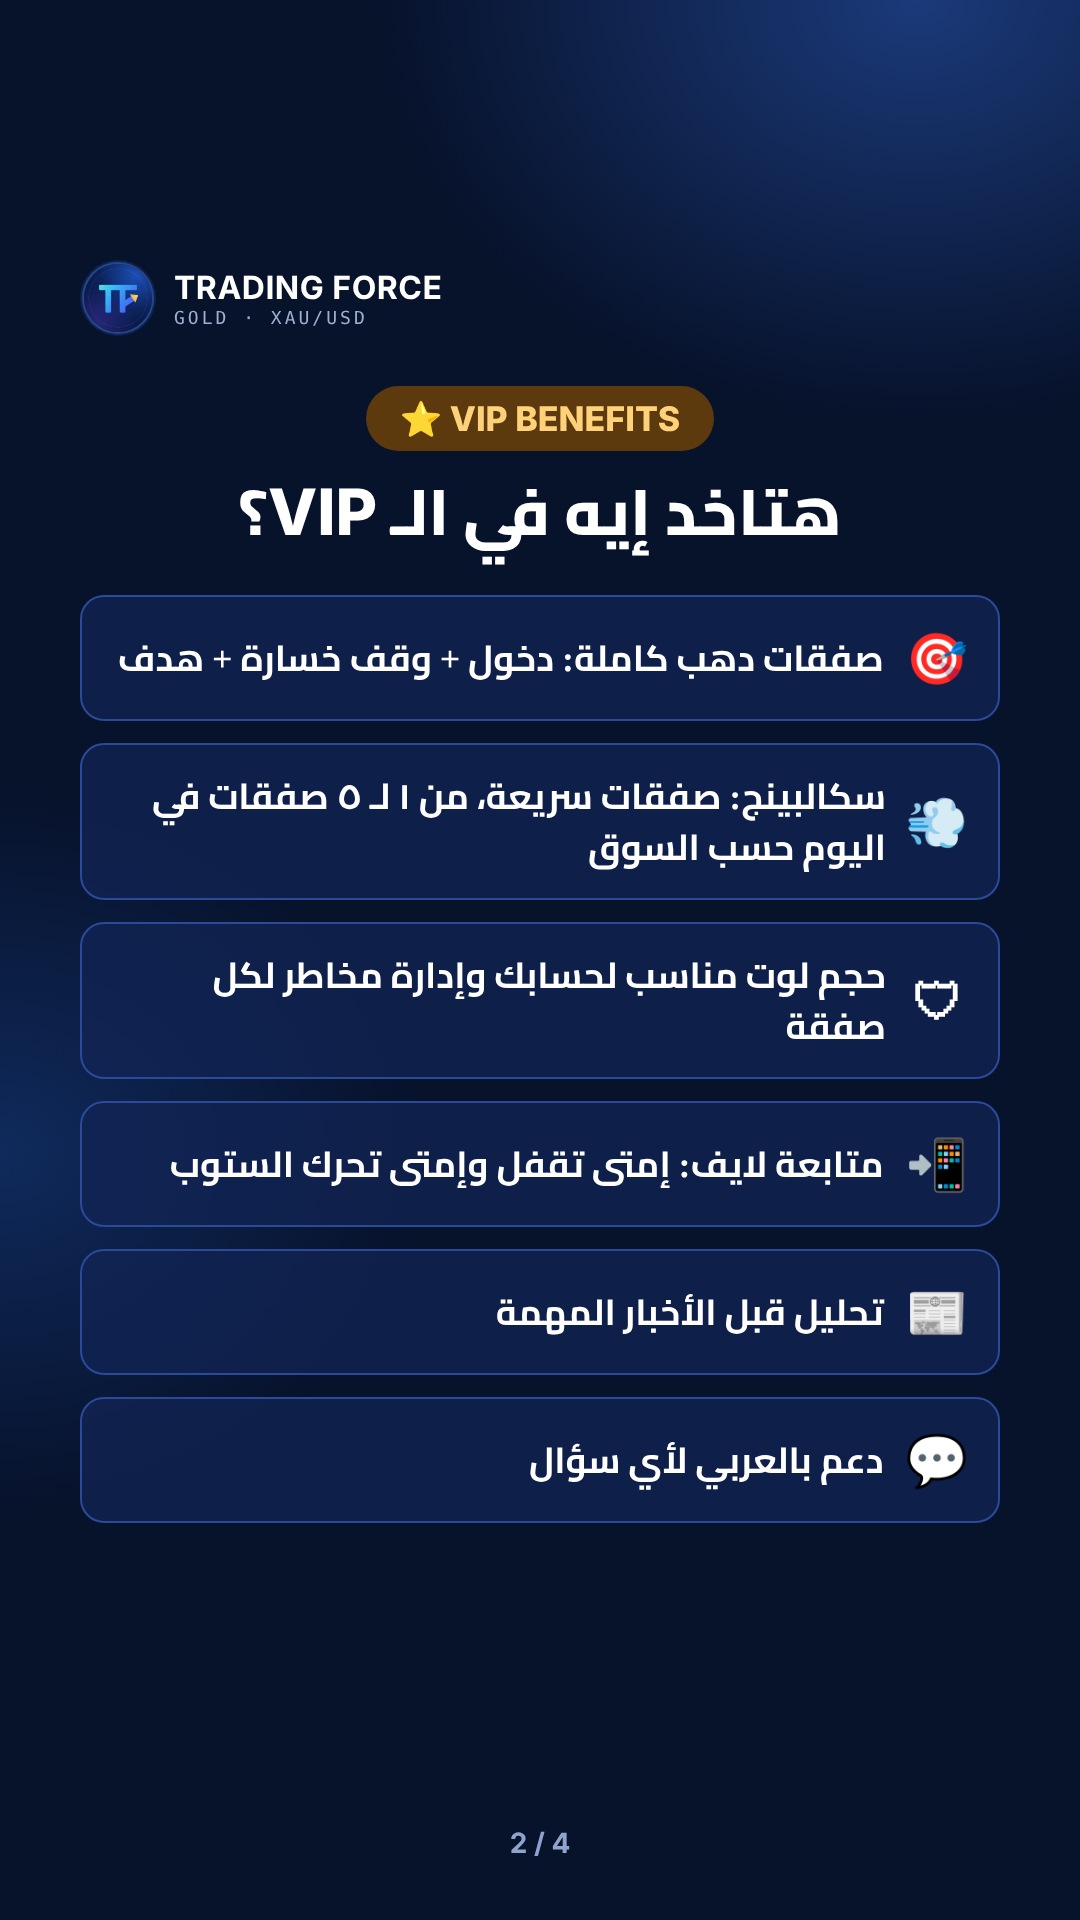 TRADING FORCE
GOLD · XAU/USD
⭐ VIP BENEFITS
هتاخد إيه في الـ VIP؟
صفقات دهب كاملة: دخول + وقف خسارة + هدف
سكالبينج: صفقات سريعة، من ١ لـ ٥ صفقات في
اليوم حسب السوق
حجم لوت مناسب لحسابك وإدارة مخاطر لكل
صفقة
متابعة لايف: إمتى تقفل وإمتى تحرك الستوب
تحليل قبل الأخبار المهمة
دعم بالعربي لأي سؤال
2 / 4